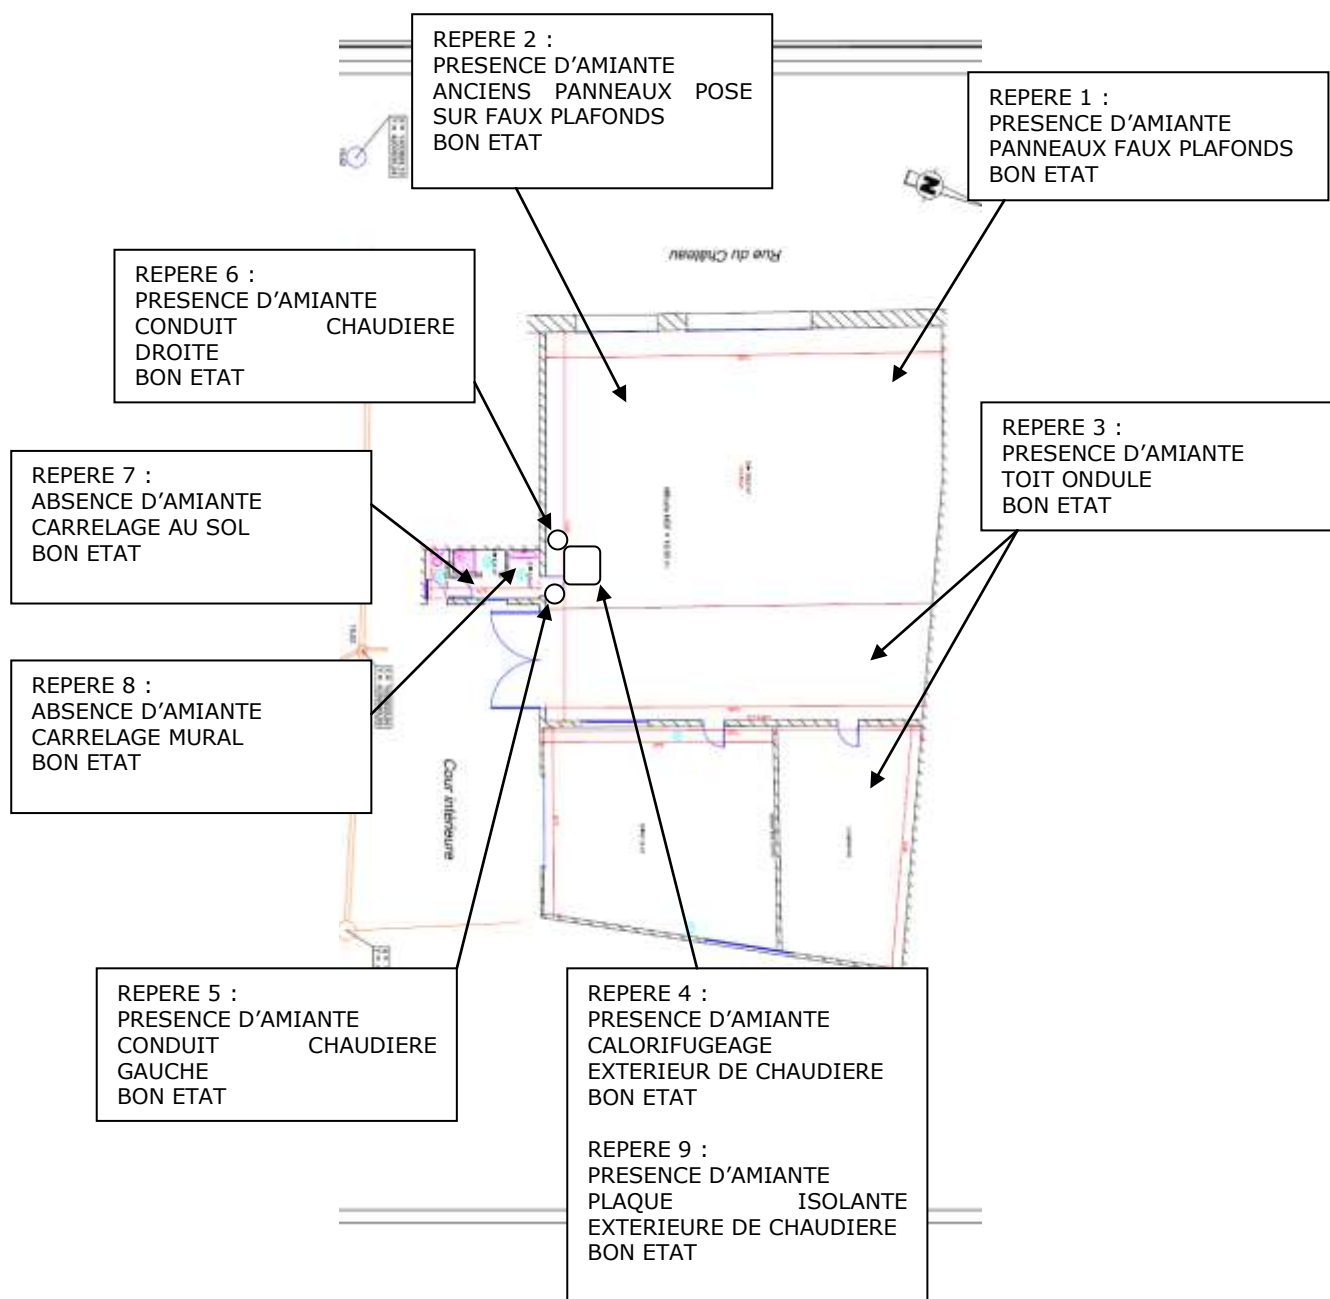 REPERE 2 :
PRESENCE D’AMIANTE
ANCIENS PANNEAUX POSE
SUR FAUX PLAFONDS
BON ETAT
REPERE 1 :
PRESENCE D’AMIANTE
PANNEAUX FAUX PLAFONDS
BON ETAT
N
Rue du Château
REPERE 6 :
PRESENCE D’AMIANTE
CONDUIT CHAUDIERE
DROITE
BON ETAT
REPERE 3 :
PRESENCE D’AMIANTE
TOIT ONDULE
BON ETAT
REPERE 7 :
ABSENCE D’AMIANTE
CARRELAGE AU SOL
BON ETAT
REPERE 8 :
ABSENCE D’AMIANTE
CARRELAGE MURAL
BON ETAT
Cour intérieure
REPERE 5 :
PRESENCE D’AMIANTE
CONDUIT CHAUDIERE
GAUCHE
BON ETAT
REPERE 4 :
PRESENCE D’AMIANTE
CALORIFUGEAGE
EXTERIEUR DE CHAUDIERE
BON ETAT
REPERE 9 :
PRESENCE D’AMIANTE
PLAQUE ISOLANTE
EXTERIEURE DE CHAUDIERE
BON ETAT